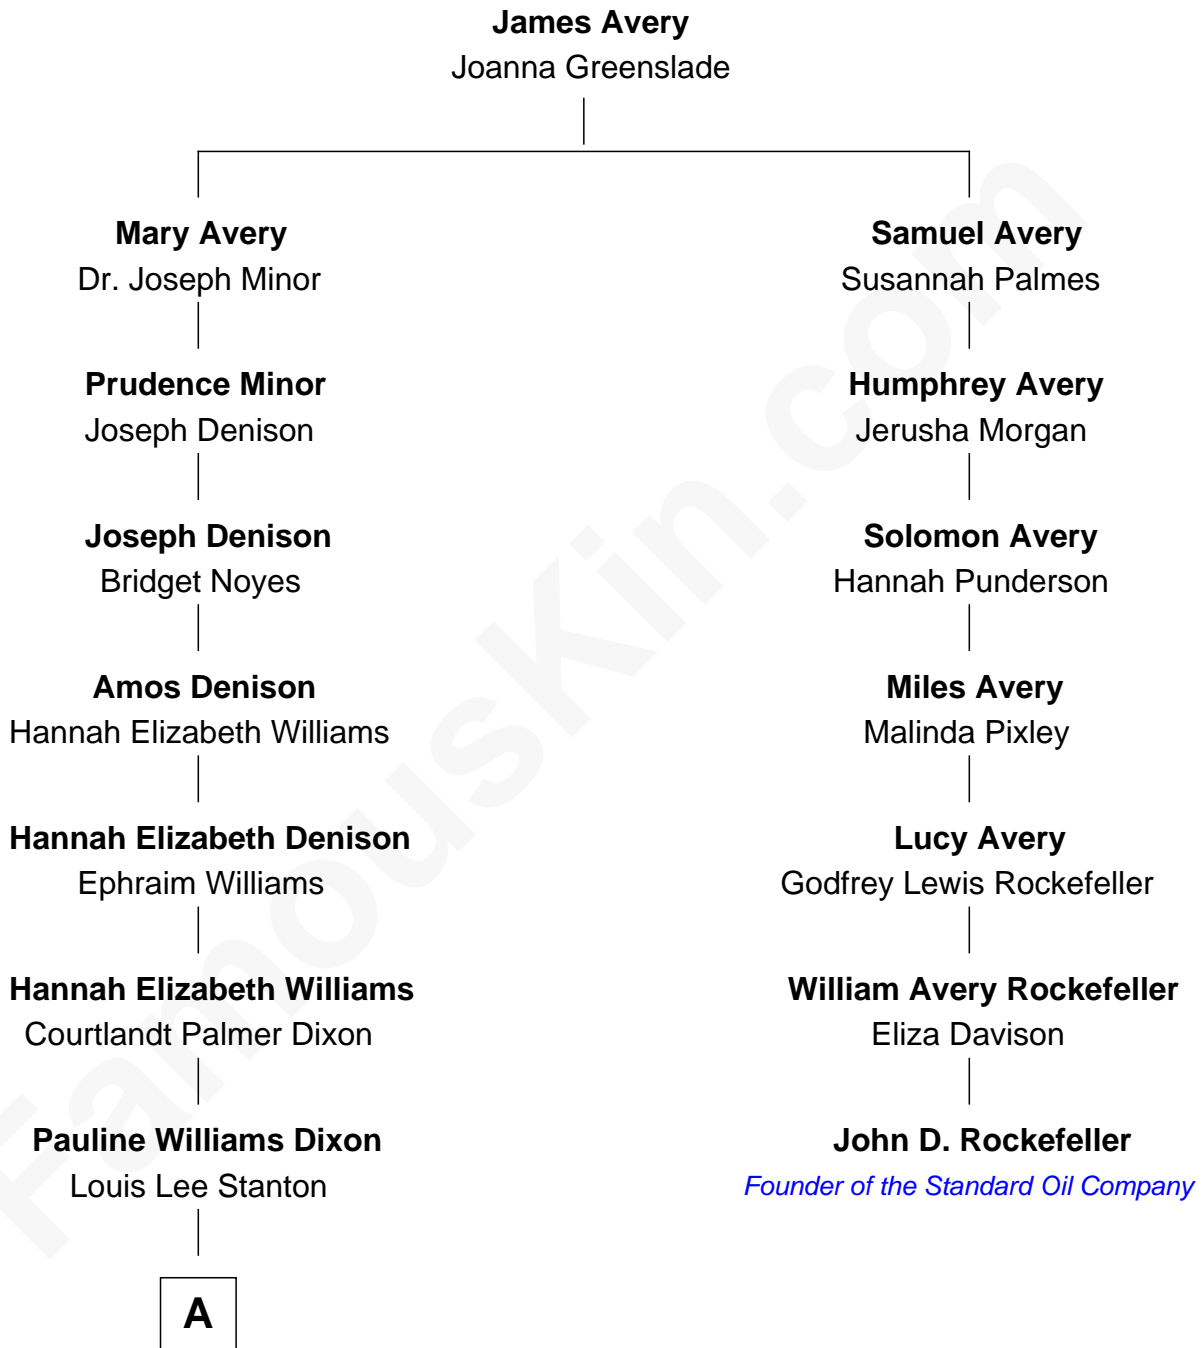 James Avery
Joanna Greenslade
Mary Avery
Dr. Joseph Minor
Samuel Avery
Susannah Palmes
Prudence Minor
Joseph Denison
Humphrey Avery
Jerusha Morgan
Joseph Denison
Bridget Noyes
Solomon Avery
Hannah Punderson
Amos Denison
Hannah Elizabeth Williams
Miles Avery
Malinda Pixley
Hannah Elizabeth Denison
Ephraim Williams
Lucy Avery
Godfrey Lewis Rockefeller
Hannah Elizabeth Williams
Courtlandt Palmer Dixon
William Avery Rockefeller
Eliza Davison
Pauline Williams Dixon
Louis Lee Stanton
John D. Rockefeller
Founder of the Standard Oil Company
A
FamousKin.com